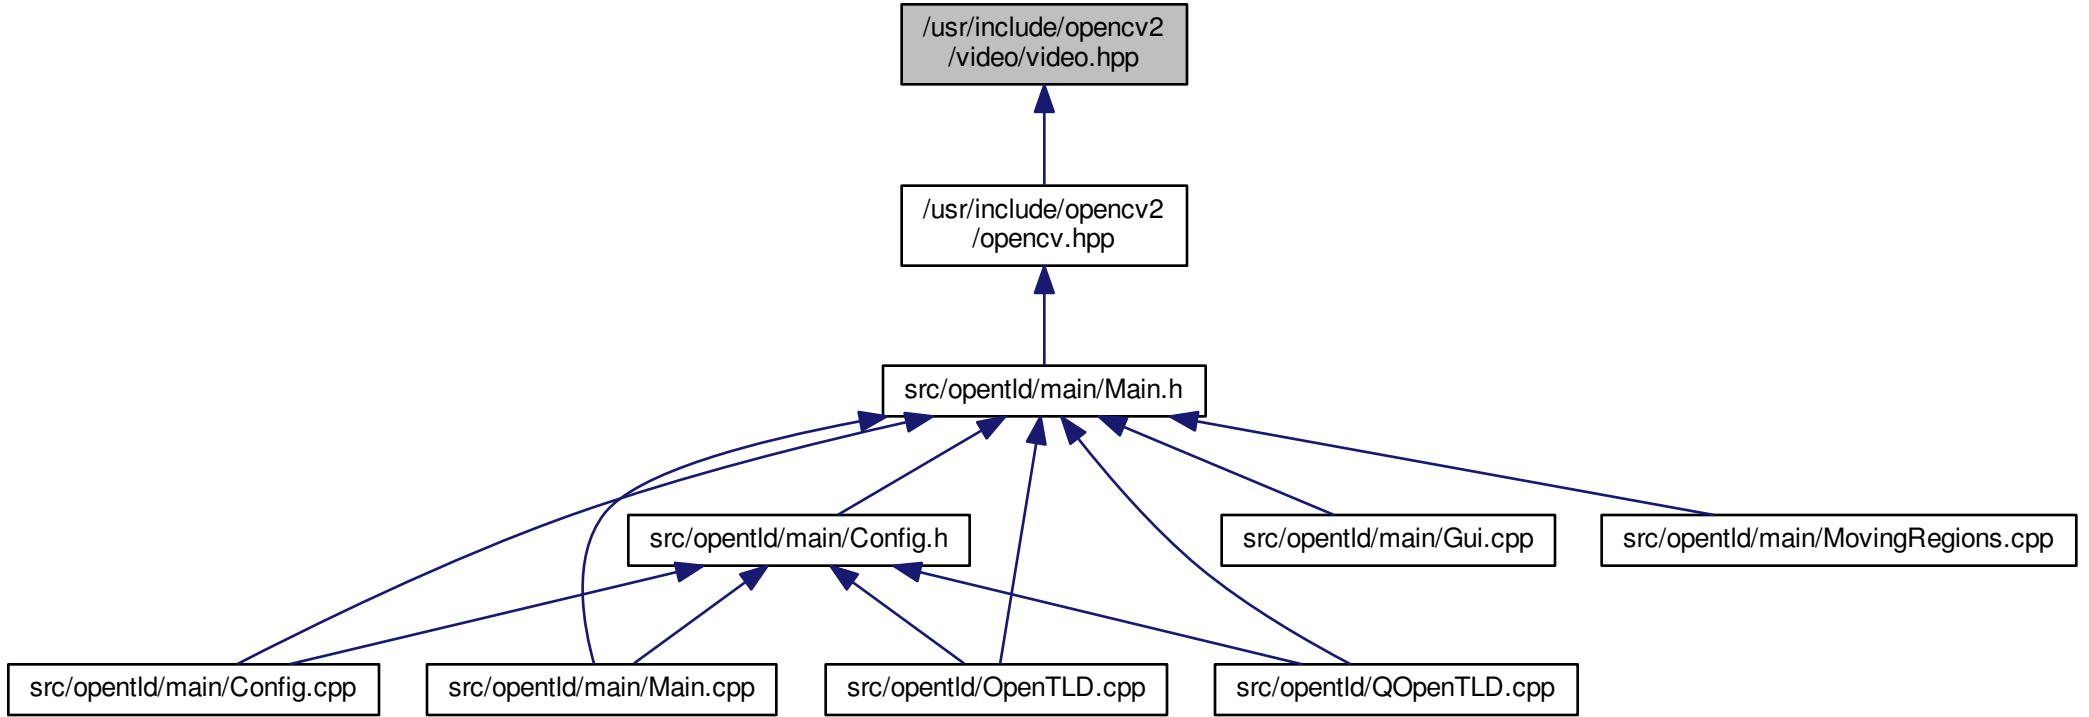 /usr/include/opencv2
/video/video.hpp
/usr/include/opencv2
/opencv.hpp
src/opentld/main/Main.h
src/opentld/main/Config.h
src/opentld/main/Gui.cpp
src/opentld/main/MovingRegions.cpp
src/opentld/main/Config.cpp
src/opentld/main/Main.cpp
src/opentld/OpenTLD.cpp
src/opentld/QOpenTLD.cpp